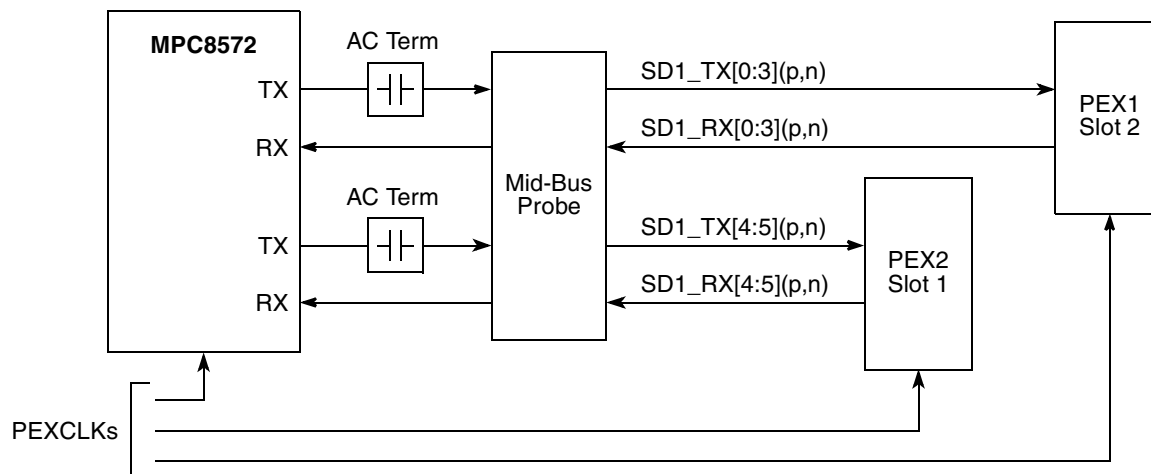 MPC8572
AC Term
TX
SD1_TX[0:3](p,n)
PEX1
Slot 2
RX
SD1_RX[0:3](p,n)
Mid-Bus
Probe
AC Term
TX
SD1_TX[4:5](p,n)
PEX2
Slot 1
RX
SD1_RX[4:5](p,n)
PEXCLKs